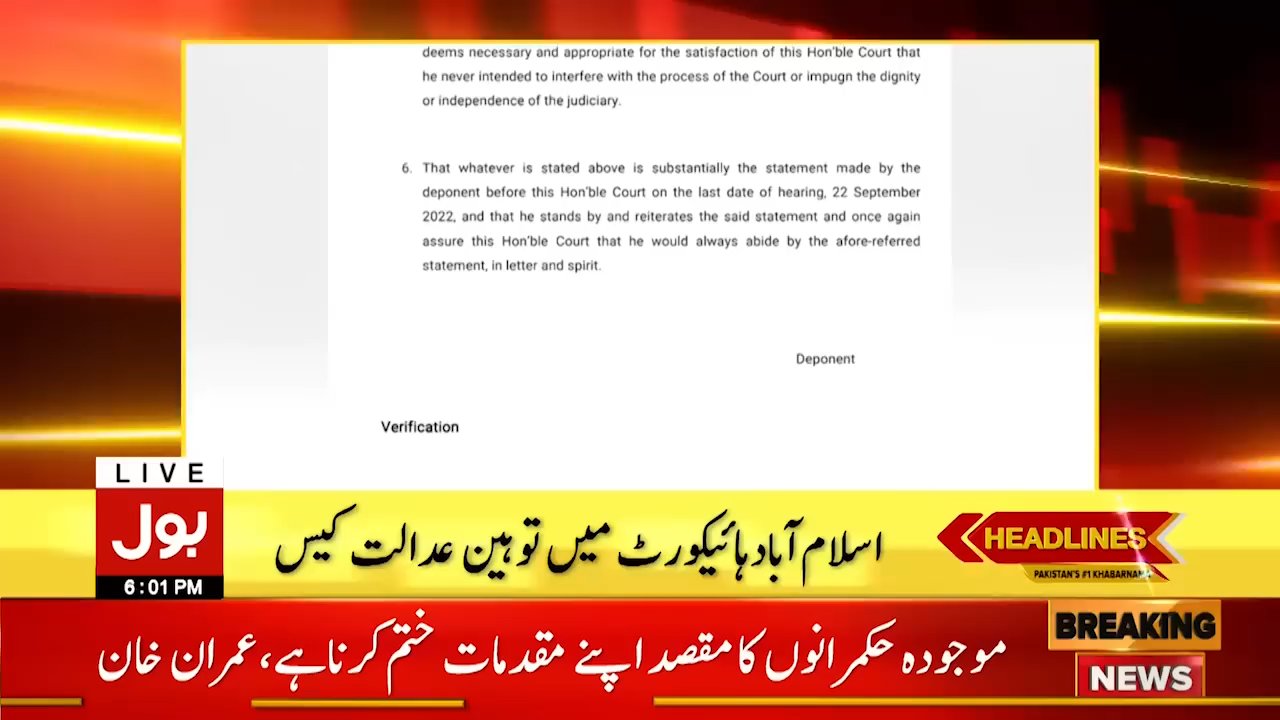 deems necessary and appropriate for the satisfaction of this Hon'ble Court that
he never intended to interfere with the process of the Court or impugn the dignity
or independence of the judiciary.
6. That whatever is stated above is substantially the statement made by the
deponent before this Hon'ble Court on the last date of hearing, 22 September
2022, and that he stands by and reiterates the said statement and once again
assure this Hon'ble Court that he would always abide by the afore-referred
statement, in letter and spirit.
Deponent
Verification
LIVE
بول
6:01 PM
اسلام آباد ہائیکورٹ میں توہین عدالت کیس
HEADLINES
PAKISTAN'S #1 KHABARNAMA
موجودہ حکمرانوں کا مقصد اپنے مقدمات ختم کرنا ہے، عمران خان
BREAKING
NEWS